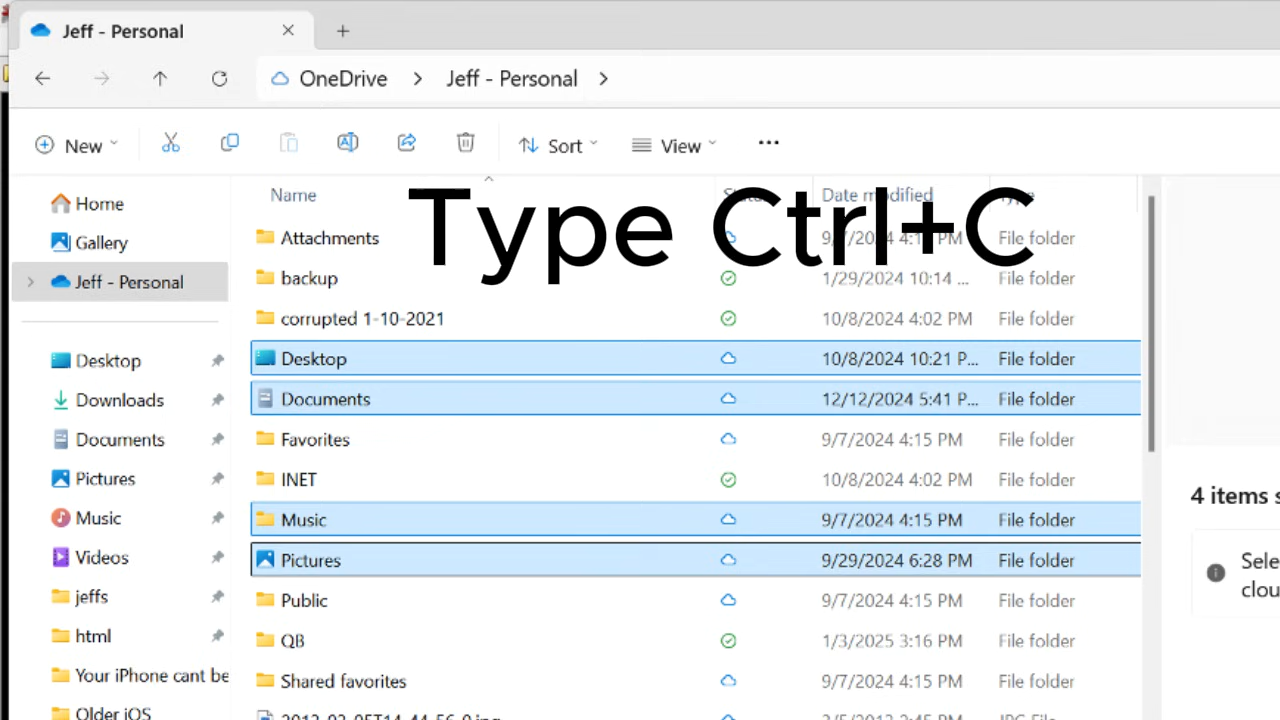 Jeff - Personal
OneDrive > Jeff - Personal >
New Sort View ...
Type Ctrl+C
Name Status Date modified Type
Home
Gallery
Jeff - Personal
Desktop
Downloads
Documents
Pictures
Music
Videos
jeffs
html
Your iPhone cant be
Older iOS
Attachments 9/7/2024 4:15 PM File folder
backup 1/29/2024 10:14 ... File folder
corrupted 1-10-2021 10/8/2024 4:02 PM File folder
Desktop 10/8/2024 10:21 P... File folder
Documents 12/12/2024 5:41 P... File folder
Favorites 9/7/2024 4:15 PM File folder
INET 10/8/2024 4:02 PM File folder
Music 9/7/2024 4:15 PM File folder
Pictures 9/29/2024 6:28 PM File folder
Public 9/7/2024 4:15 PM File folder
QB 1/3/2025 3:16 PM File folder
Shared favorites 9/7/2024 4:15 PM File folder
4 items s
Sele
clou